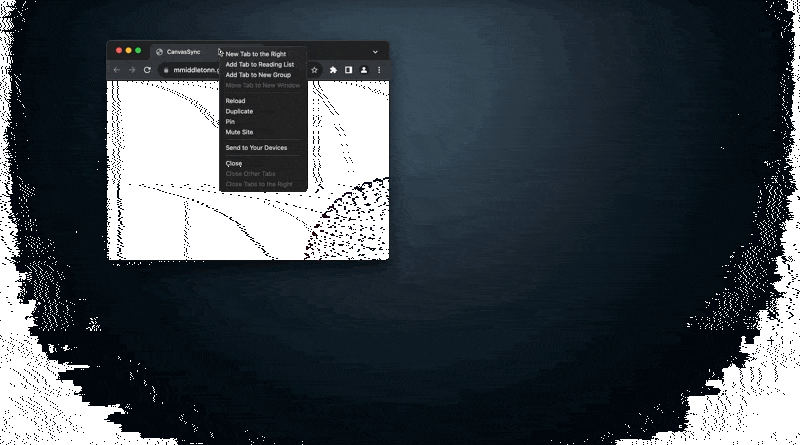 CanvasSync
mmiddletonn.g
New Tab to the Right
Add Tab to Reading List
Add Tab to New Group
Move Tab to New Window
Reload
Duplicate
Pin
Mute Site
Send to Your Devices
Close
Close Other Tabs
Close Tabs to the Right